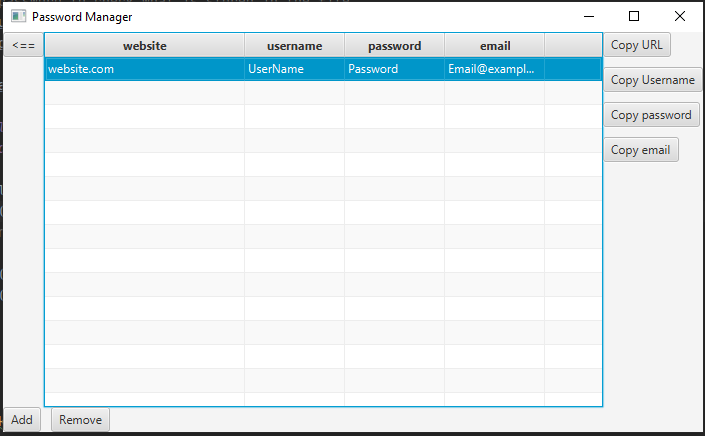 Password Manager
<== website username password email Copy URL
website.com UserName Password Email@exampl...
Copy Username
Copy password
Copy email
Add Remove